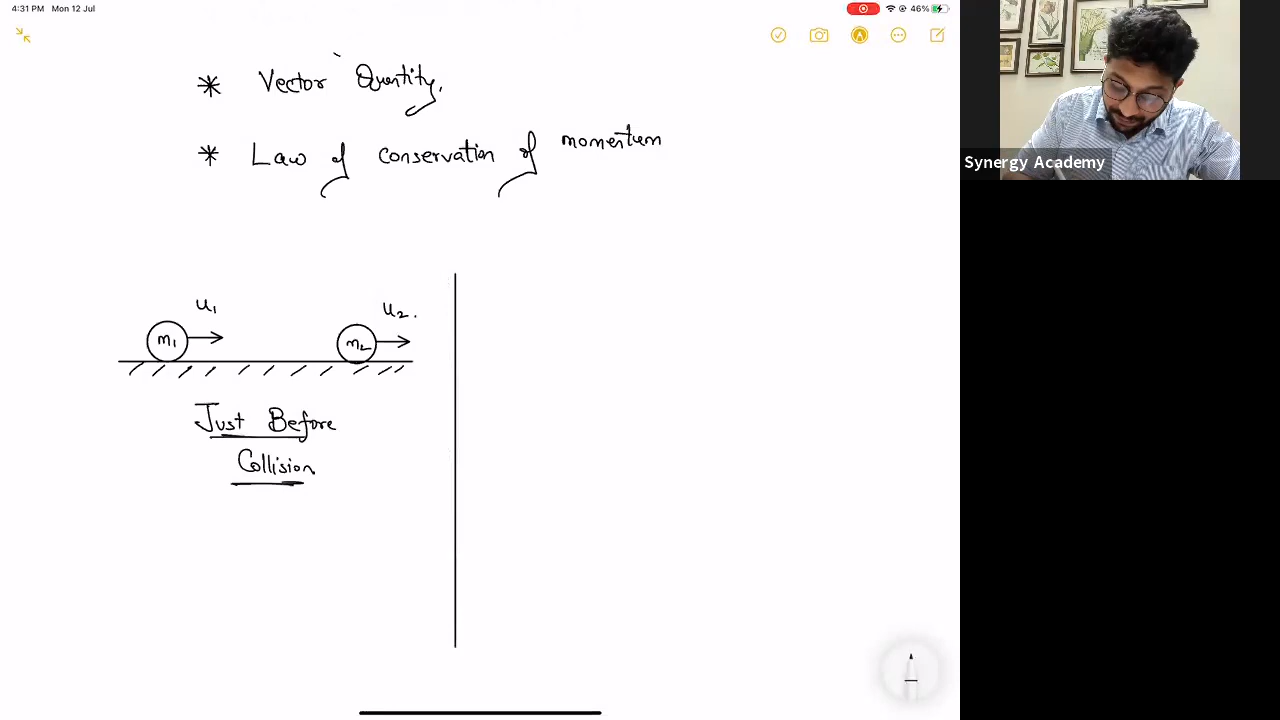 4:31 PM Mon 12 Jul
46%
* Vector Quantity.
* Law of conservation of momentum
Synergy Academy
u1
u2.
m1
m2
Just Before
Collision